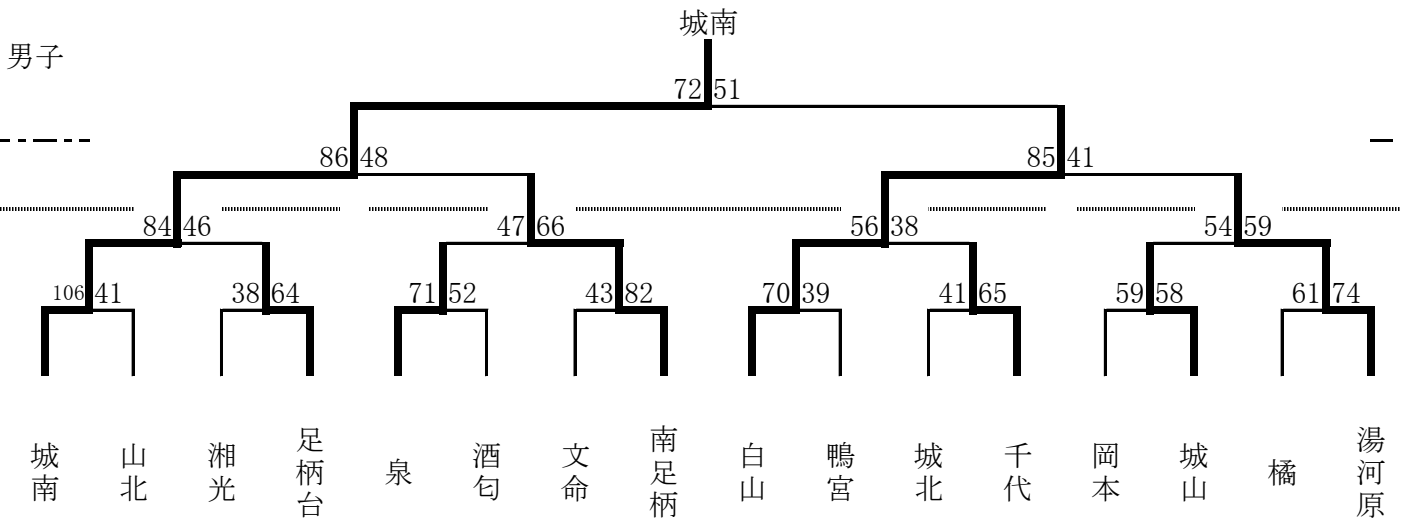 城南
男子
72 51
86 48
85 41
84 46
47 66
56 38
54 59
106 41
38 64
71 52
43 82
70 39
41 65
59 58
61 74
城南
山北
湘光
足柄台
泉
酒匂
文命
南足柄
白山
鴨宮
城北
千代
岡本
城山
橘
湯河原